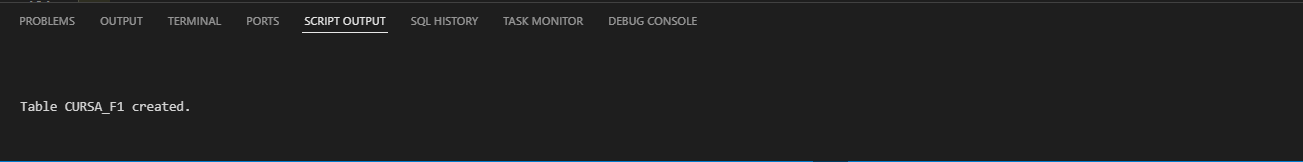 PROBLEMS OUTPUT TERMINAL PORTS SCRIPT OUTPUT SQL HISTORY TASK MONITOR DEBUG CONSOLE
Table CURSA_F1 created.